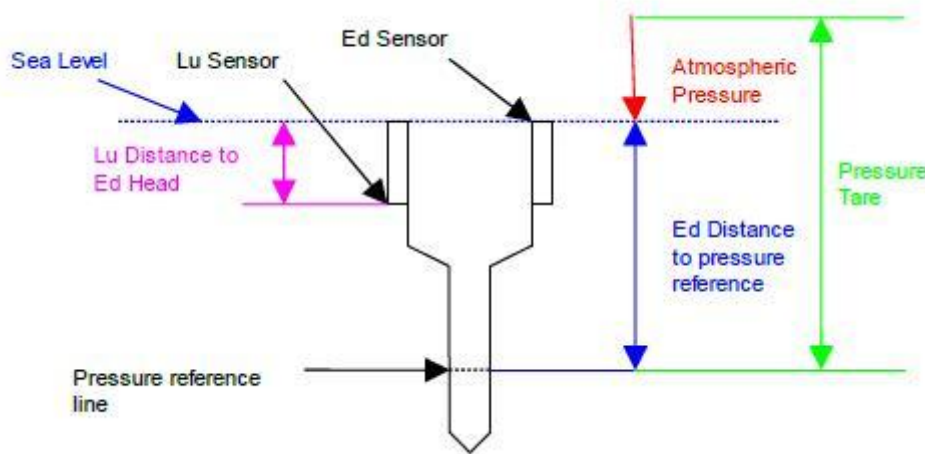 Ed Sensor
Sea Level
Lu Sensor
Atmospheric
Pressure
Lu Distance to
Ed Head
Pressure
Tare
Ed Distance
to pressure
reference
Pressure reference
line